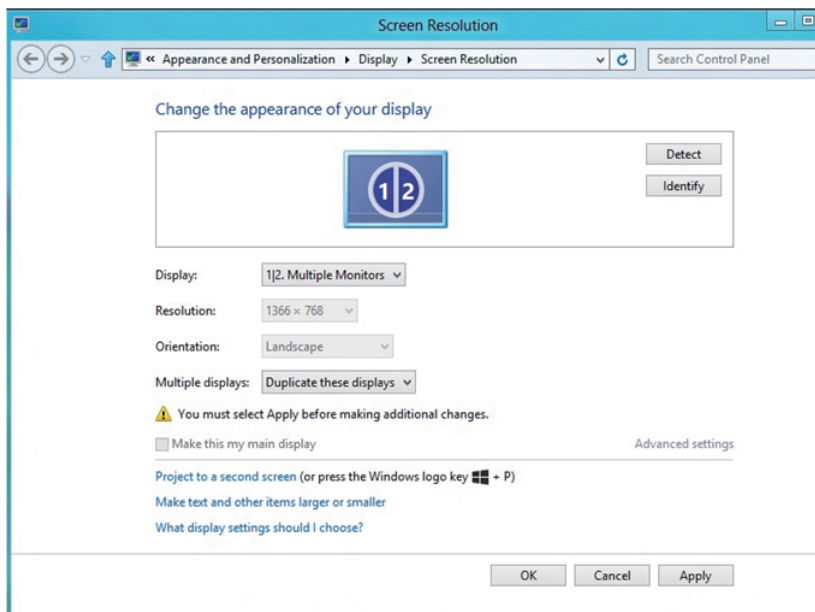 Screen Resolution
« Appearance and Personalization Display Screen Resolution Search Control Panel
Change the appearance of your display
1 2
Detect
Identify
Display: 1|2. Multiple Monitors
Resolution: 1366 × 768
Orientation: Landscape
Multiple displays: Duplicate these displays
You must select Apply before making additional changes.
Make this my main display Advanced settings
Project to a second screen (or press the Windows logo key + P)
Make text and other items larger or smaller
What display settings should I choose?
OK Cancel Apply